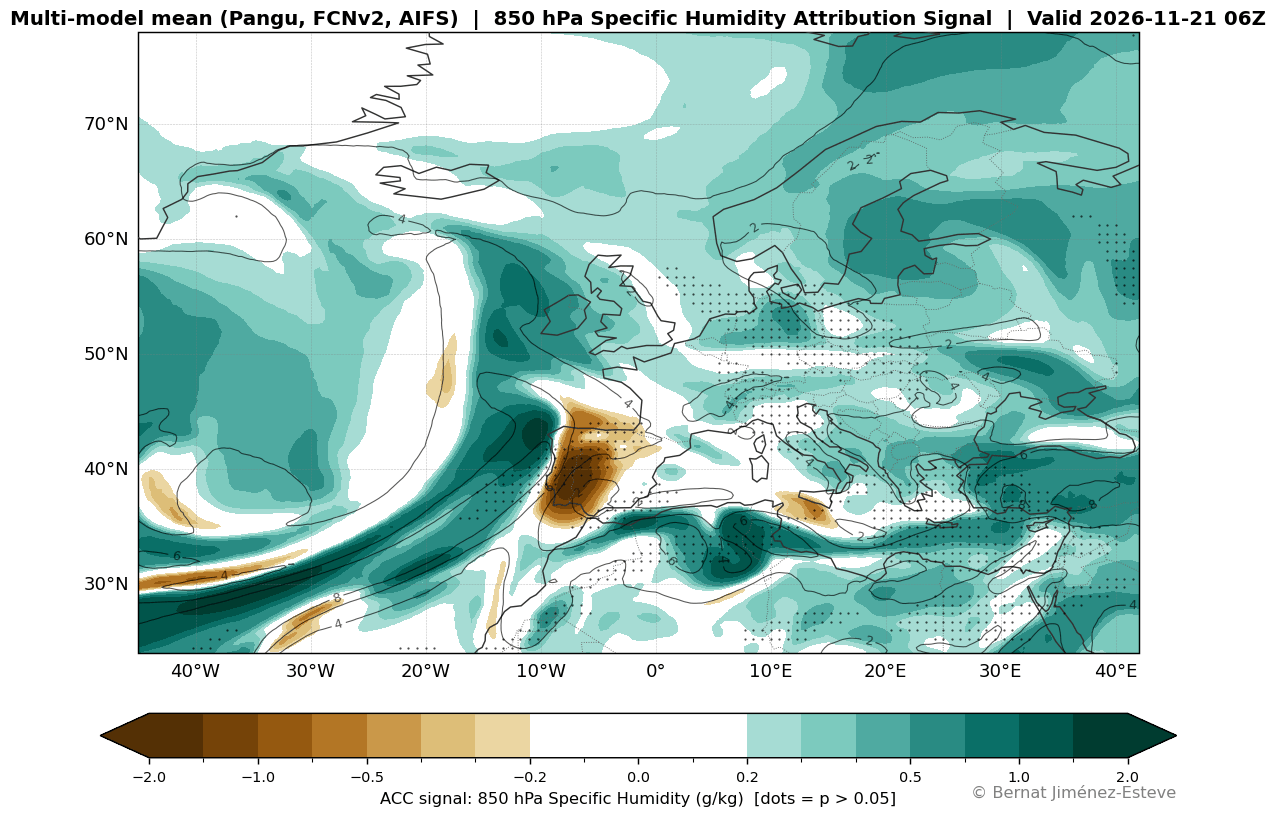 Multi-model mean (Pangu, FCNv2, AIFS) | 850 hPa Specific Humidity Attribution Signal | Valid 2026-11-21 06Z
70°N
60°N
50°N
40°N
30°N
40°W
30°W
20°W
10°W
0°
10°E
20°E
30°E
40°E
−2.0
−1.0
−0.5
−0.2
0.0
0.2
0.5
1.0
2.0
ACC signal: 850 hPa Specific Humidity (g/kg) [dots = p > 0.05]
© Bernat Jiménez-Esteve